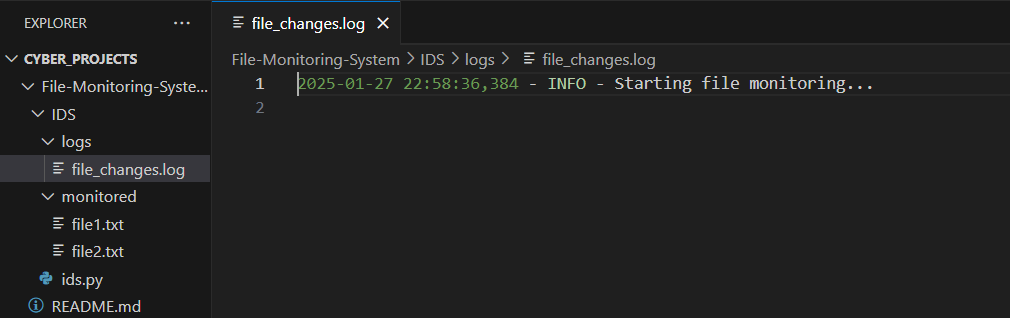 EXPLORER ...
CYBER_PROJECTS
File-Monitoring-Syste...
IDS
logs
file_changes.log
monitored
file1.txt
file2.txt
ids.py
README.md
file_changes.log
File-Monitoring-System > IDS > logs > file_changes.log
1 2025-01-27 22:58:36,384 - INFO - Starting file monitoring...
2